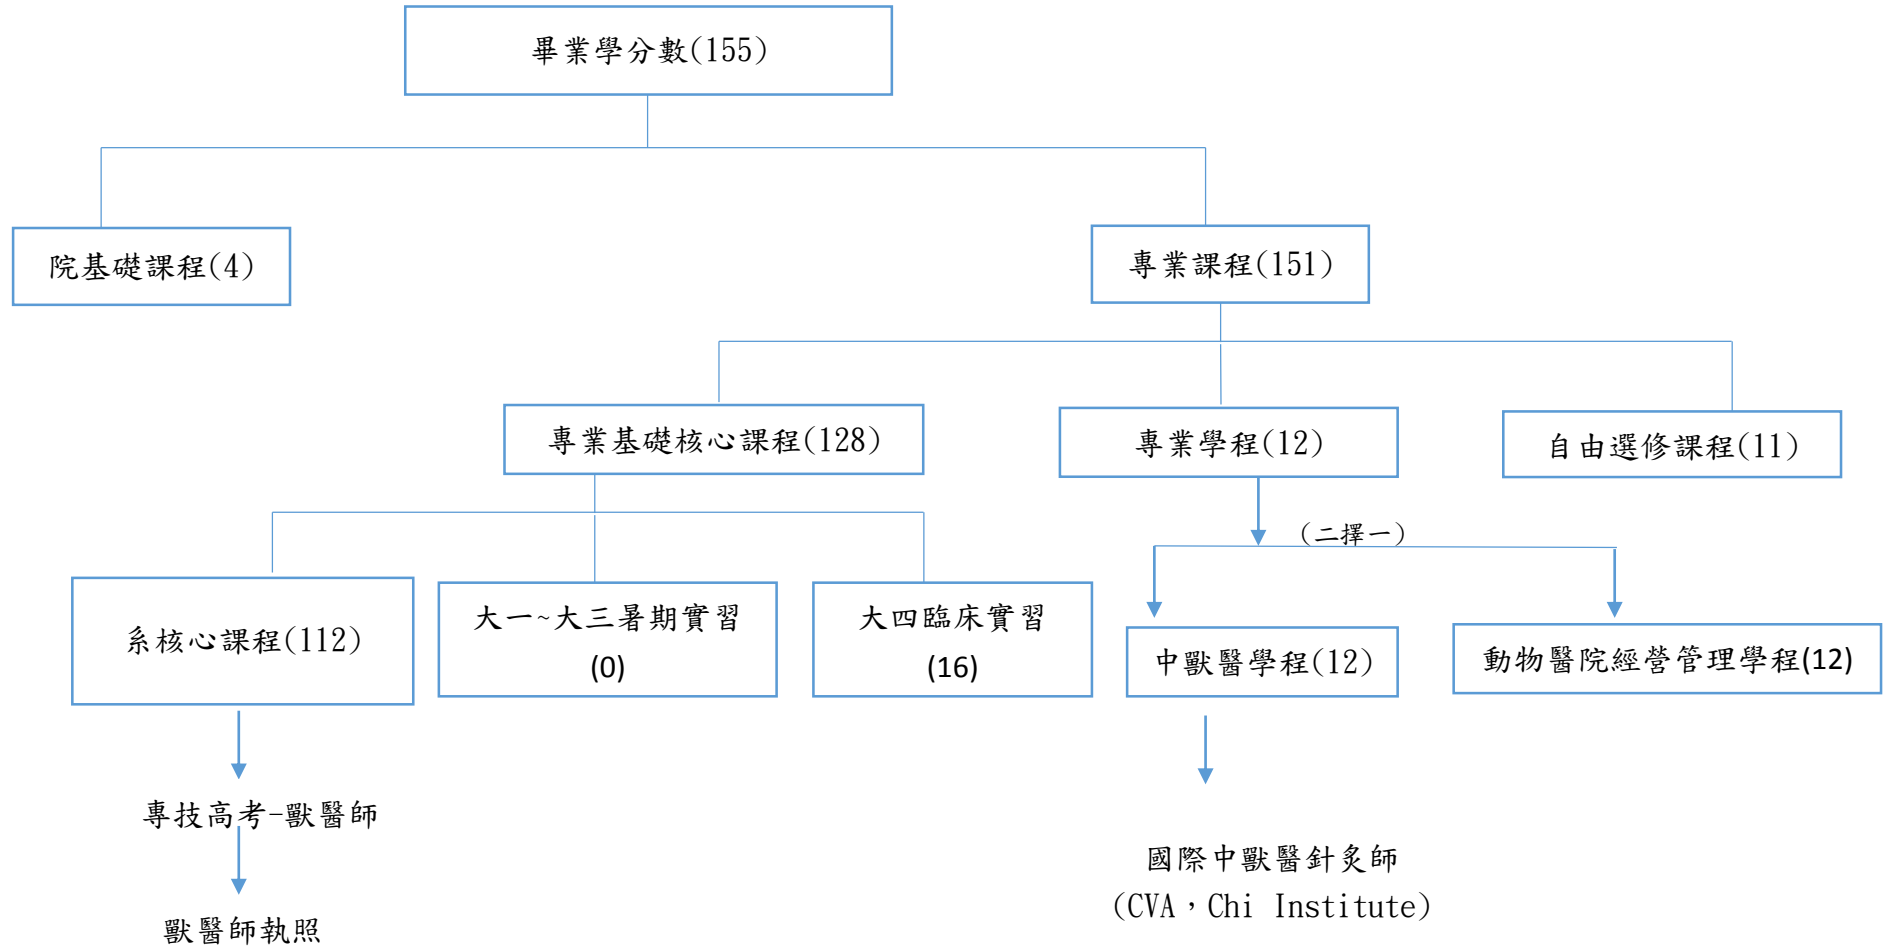 畢業學分數(155)
院基礎課程(4)
專業課程(151)
專業基礎核心課程(128)
專業學程(12)
自由選修課程(11)
(二擇一)
系核心課程(112)
大一~大三暑期實習
(0)
大四臨床實習
(16)
中獸醫學程(12)
動物醫院經營管理學程(12)
專技高考-獸醫師
獸醫師執照
國際中獸醫針灸師
(CVA，Chi Institute)